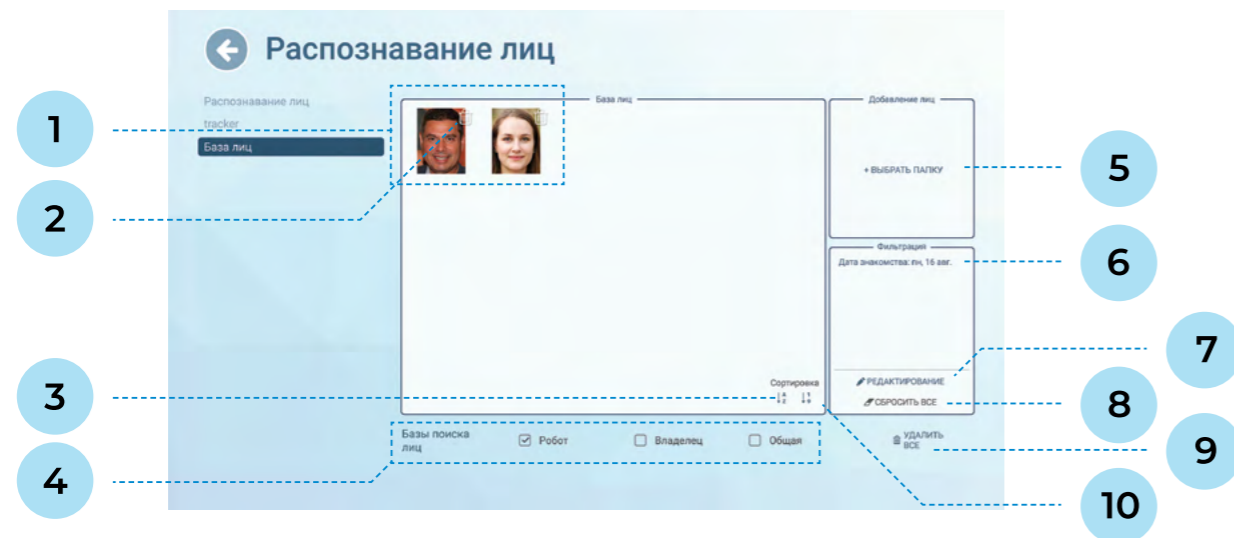 Распознавание лиц
Распознавание лиц
tracker
База лиц
База лиц
Добавление лиц
+ ВЫБРАТЬ ПАПКУ
Фильтрация
Дата знакомства: пн, 16 авг.
Сортировка
РЕДАКТИРОВАНИЕ
СБРОСИТЬ ВСЕ
Базы поиска
лиц
Робот
Владелец
Общая
УДАЛИТЬ
ВСЕ
1
2
3
4
5
6
7
8
9
10